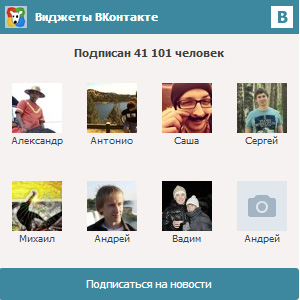 Виджеты ВКонтакте
B
Подписан 41 101 человек
Александр Антонио Саша Сергей
Михаил Андрей Вадим Андрей
Подписаться на новости